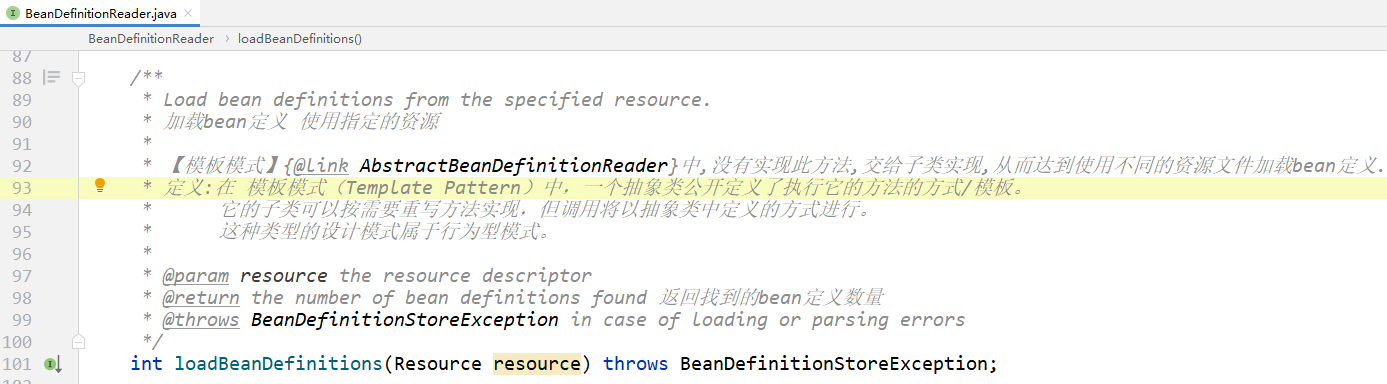 BeanDefinitionReader.java
BeanDefinitionReader › loadBeanDefinitions()
87
88 /**
89 * Load bean definitions from the specified resource.
90 * 加载bean定义 使用指定的资源
91 *
92 * 【模板模式】{@link AbstractBeanDefinitionReader}中,没有实现此方法,交给子类实现,从而达到使用不同的资源文件加载bean定义.
93 * 定义:在 模板模式（Template Pattern）中，一个抽象类公开定义了执行它的方法的方式/模板。
94 * 它的子类可以按需要重写方法实现，但调用将以抽象类中定义的方式进行。
95 * 这种类型的设计模式属于行为型模式。
96 *
97 * @param resource the resource descriptor
98 * @return the number of bean definitions found 返回找到的bean定义数量
99 * @throws BeanDefinitionStoreException in case of loading or parsing errors
100 */
101 int loadBeanDefinitions(Resource resource) throws BeanDefinitionStoreException;